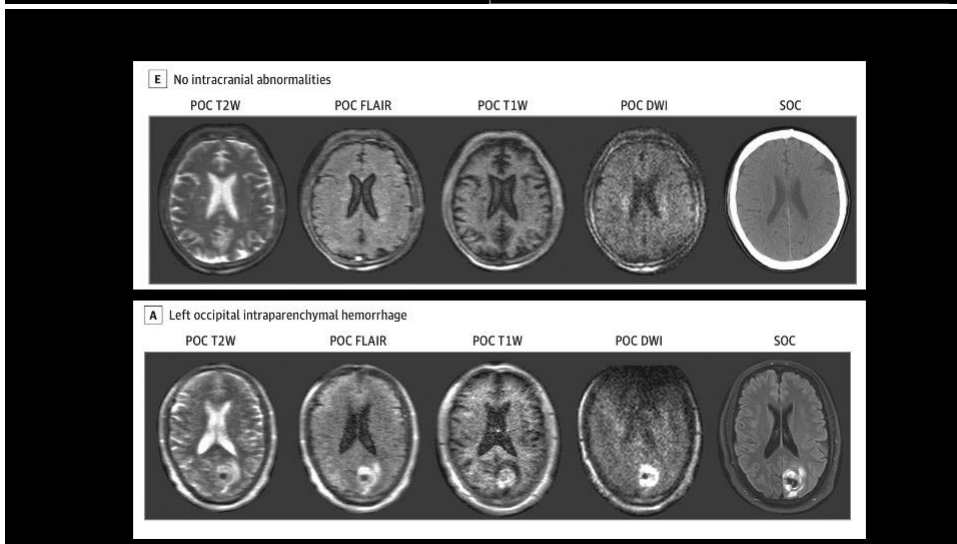 E No intracranial abnormalities
POC T2W POC FLAIR POC T1W POC DWI SOC
A Left occipital intraparenchymal hemorrhage
POC T2W POC FLAIR POC T1W POC DWI SOC